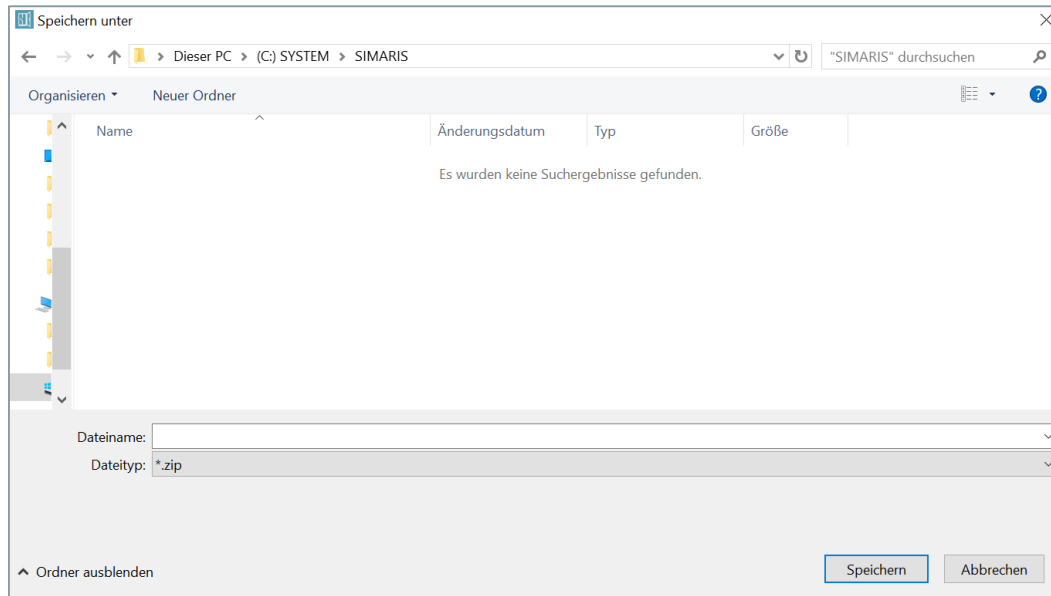 Speichern unter
Dieser PC > (C:) SYSTEM > SIMARIS
"SIMARIS" durchsuchen
Organisieren Neuer Ordner
Name Änderungsdatum Typ Größe
Es wurden keine Suchergebnisse gefunden.
Dateiname:
Dateityp: *.zip
Ordner ausblenden Speichern Abbrechen